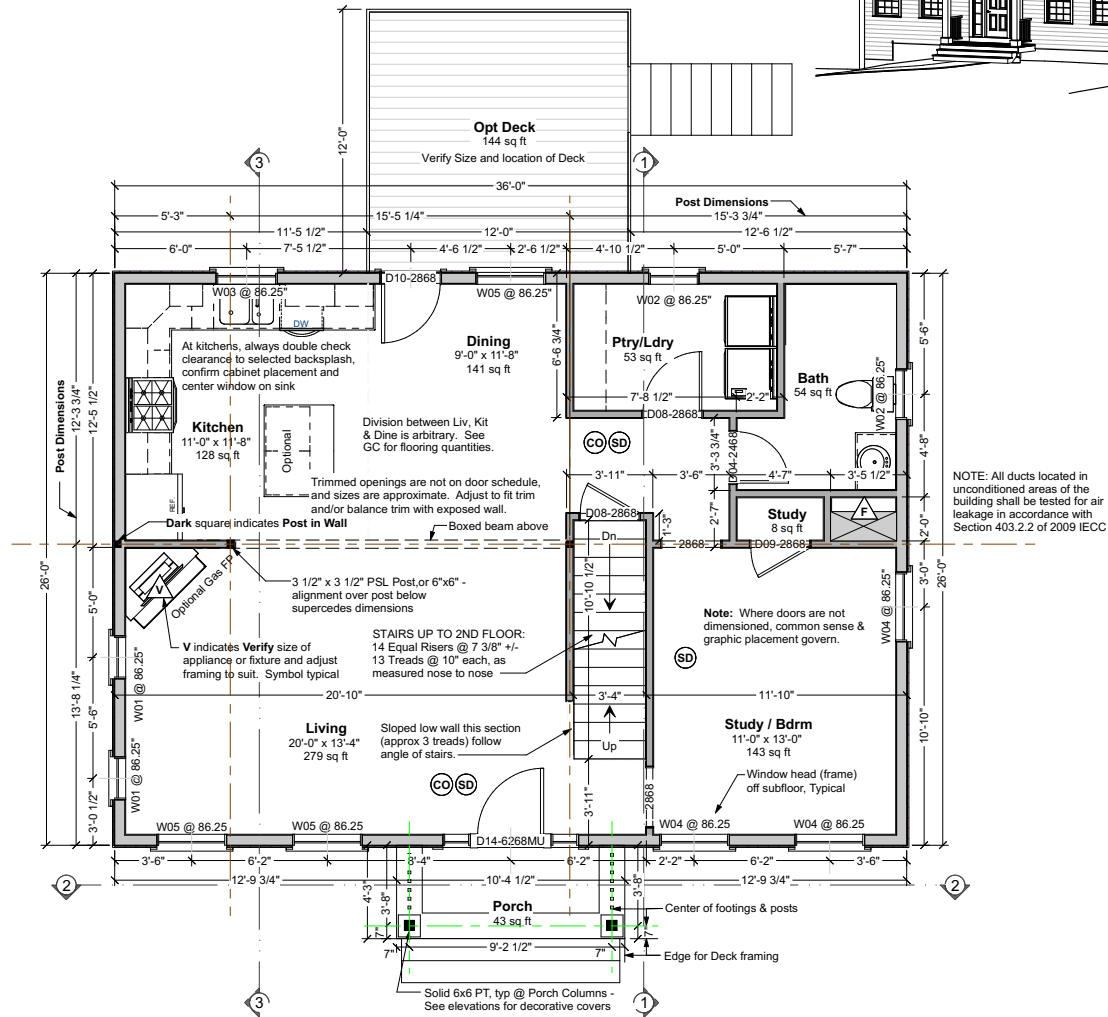 12'-0"
Opt Deck
144 sq ft
Verify Size and location of Deck
3
1
36'-0"
Post Dimensions
5'-3"
15'-5 1/4"
15'-3 3/4"
11'-5 1/2"
12'-0"
12'-6 1/2"
6'-0"
7'-5 1/2"
4'-6 1/2"
2'-6 1/2"
4'-10 1/2"
5'-0"
5'-7"
D10-2868
W03 @ 86.25"
W05 @ 86.25"
W02 @ 86.25"
DW
At kitchens, always double check
clearance to selected backsplash,
confirm cabinet placement and
center window on sink
Dining
9'-0" x 11'-8"
141 sq ft
6'-6 3/4"
Ptry/Ldry
53 sq ft
Bath
54 sq ft
W02 @ 86.25"
5'-6"
7'-8 1/2"
2'-2"
D08-2868
Post Dimensions
12'-3 3/4"
12'-5 1/2"
Kitchen
11'-0" x 11'-8"
128 sq ft
Optional
Division between Liv, Kit
& Dine is arbitrary. See
GC for flooring quantities.
CO
SD
3'-3 3/4"
D04-2468
4'-8"
3'-11"
3'-6"
4'-7"
3'-5 1/2"
Trimmed openings are not on door schedule,
and sizes are approximate. Adjust to fit trim
and/or balance trim with exposed wall.
REF.
NOTE: All ducts located in
unconditioned areas of the
building shall be tested for air
leakage in accordance with
Section 403.2.2 of 2009 IECC
Dark square indicates Post in Wall
Boxed beam above
D08-2868
1'-3"
2'-7"
Study
8 sq ft
F
2'-0"
Dn
2868
D09-2868
26'-0"
26'-0"
Optional Gas FP
V
3 1/2" x 3 1/2" PSL Post,or 6"x6" -
alignment over post below
supercedes dimensions
10'-10 1/2"
3'-0"
W04 @ 86.25"
5'-0"
Note: Where doors are not
dimensioned, common sense &
graphic placement govern.
V indicates Verify size of
appliance or fixture and adjust
framing to suit. Symbol typical
STAIRS UP TO 2ND FLOOR:
14 Equal Risers @ 7 3/8" +/-
13 Treads @ 10" each, as
measured nose to nose
SD
W01 @ 86.25"
13'-8 1/4"
20'-10"
3'-4"
11'-10"
5'-6"
Living
20'-0" x 13'-4"
279 sq ft
Sloped low wall this section
(approx 3 treads) follow
angle of stairs.
Up
Study / Bdrm
11'-0" x 13'-0"
143 sq ft
10'-10"
W01 @ 86.25"
CO
SD
Window head (frame)
off subfloor, Typical
3'-11"
2868
3'-0 1/2"
W05 @ 86.25
W05 @ 86.25
D14-6268MU
W04 @ 86.25
W04 @ 86.25
3'-6"
6'-2"
8'-4"
6'-2"
2'-2"
6'-2"
3'-6"
2
12'-9 3/4"
10'-4 1/2"
12'-9 3/4"
2
4'-3"
3'-8"
3'-8"
Porch
43 sq ft
Center of footings & posts
7"
7"
7"
9'-2 1/2"
7"
Edge for Deck framing
Solid 6x6 PT, typ @ Porch Columns -
See elevations for decorative covers
3
1